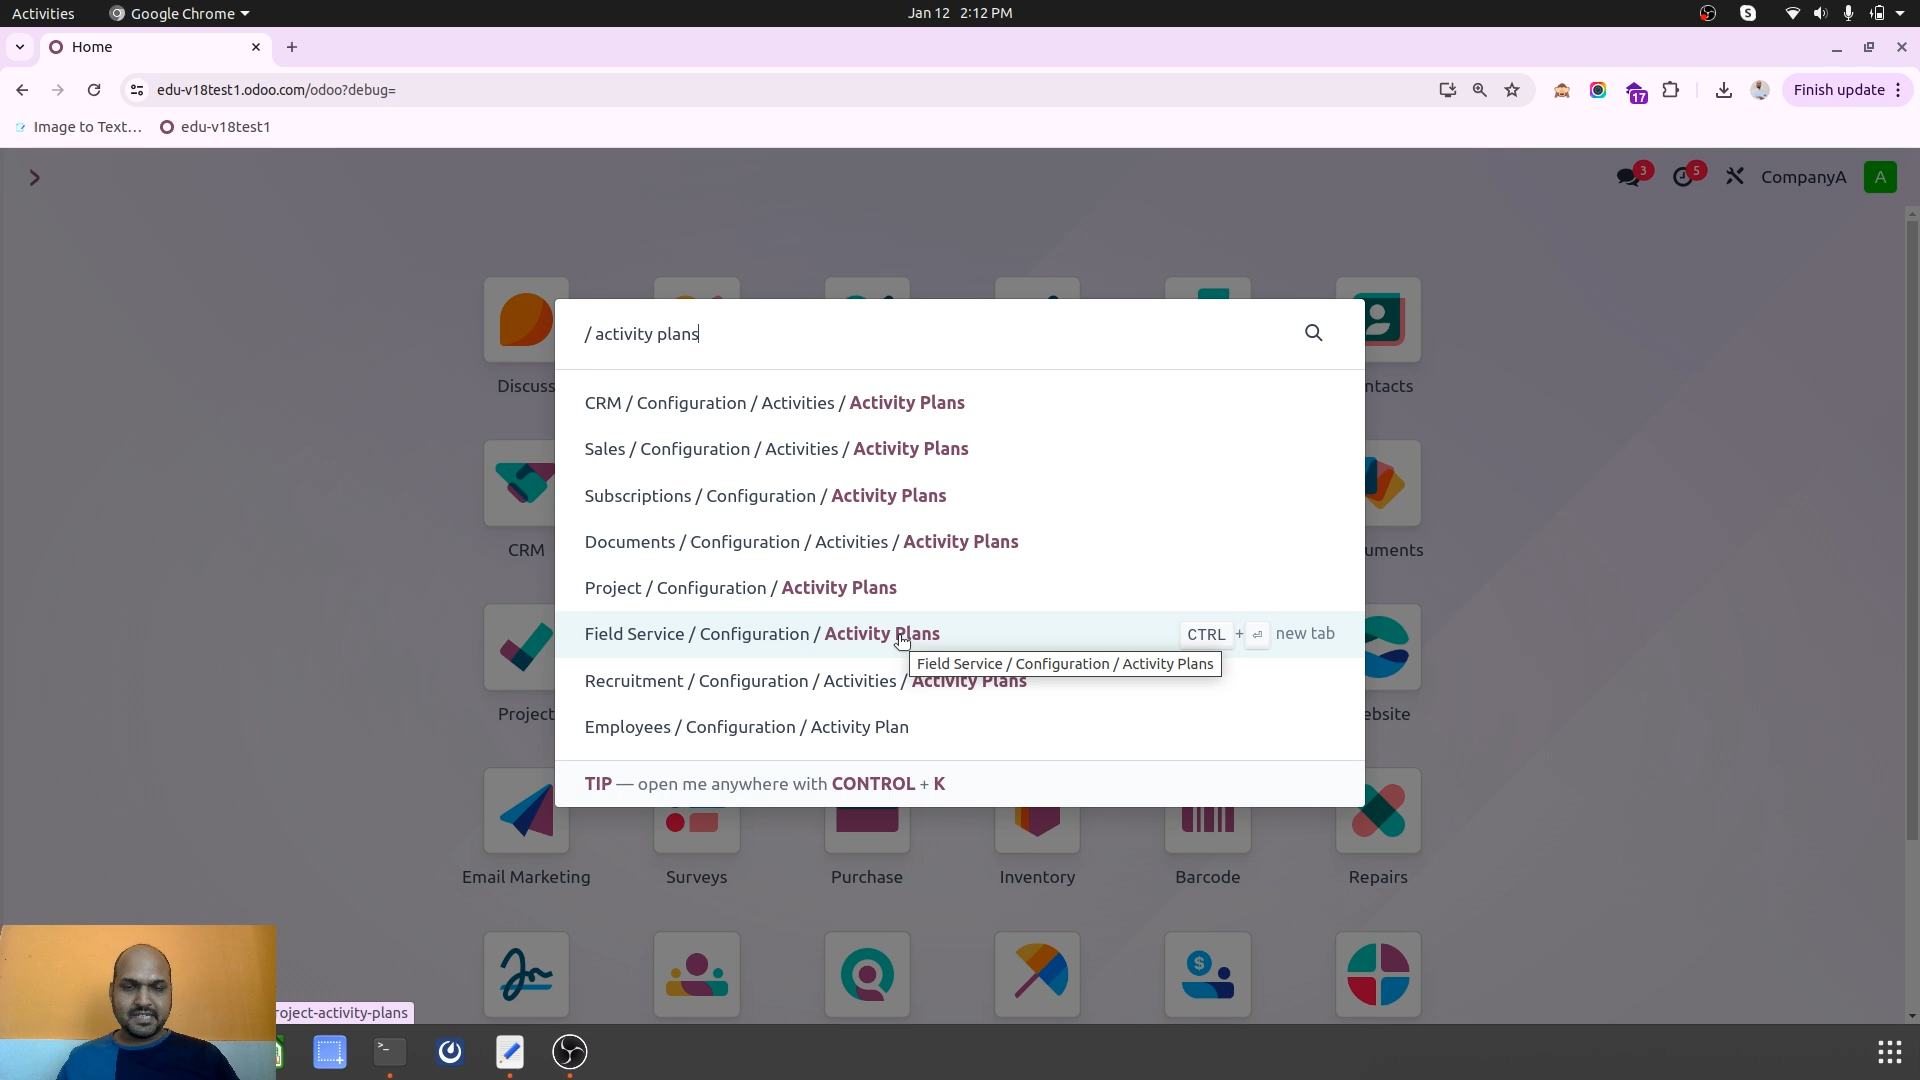 Activities
Google Chrome
Jan 12 2:12 PM
Home
edu-v18test1.odoo.com/odoo?debug=
17
Finish update
Image to Text...
edu-v18test1
3
5
CompanyA
A
/ activity plans
Discuss
ntacts
CRM / Configuration / Activities / Activity Plans
Sales / Configuration / Activities / Activity Plans
Subscriptions / Configuration / Activity Plans
Documents / Configuration / Activities / Activity Plans
CRM
uments
Project / Configuration / Activity Plans
Field Service / Configuration / Activity Plans
CTRL + ⏎ new tab
Field Service / Configuration / Activity Plans
Recruitment / Configuration / Activities / Activity Plans
Project
ebsite
Employees / Configuration / Activity Plan
TIP — open me anywhere with CONTROL + K
Email Marketing
Surveys
Purchase
Inventory
Barcode
Repairs
roject-activity-plans